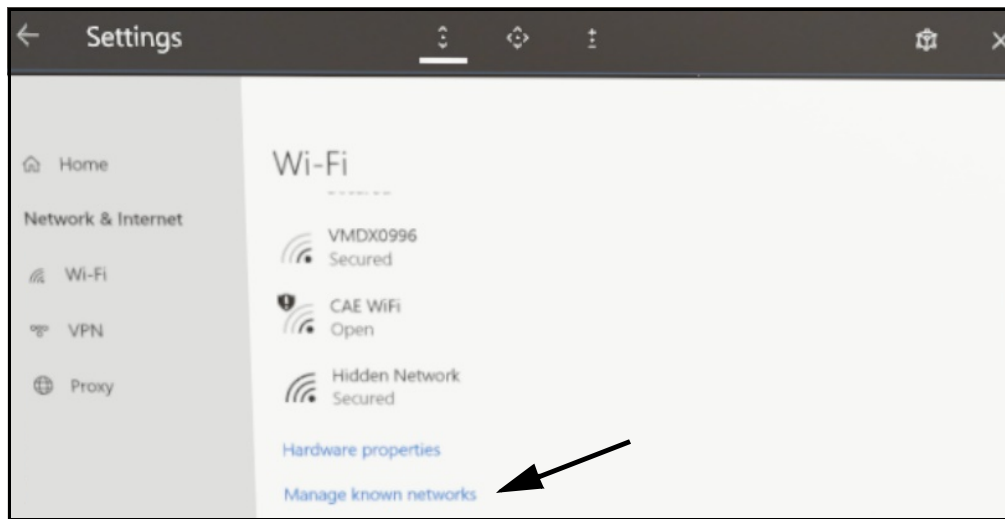 Settings
Home
Network & Internet
Wi-Fi
VPN
Proxy
Wi-Fi
VMDX0996
Secured
CAE WiFi
Open
Hidden Network
Secured
Hardware properties
Manage known networks